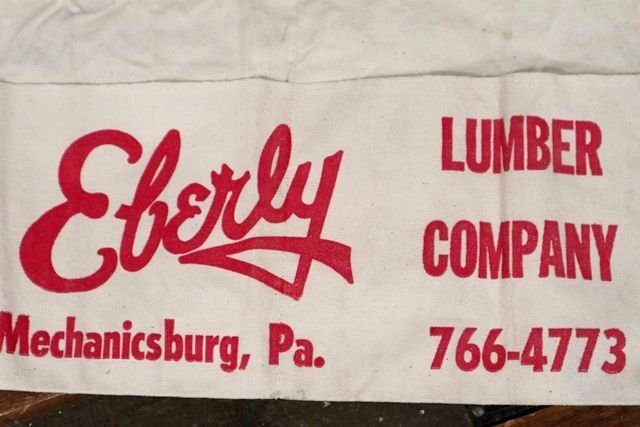 Eberly
Mechanicsburg, Pa.
LUMBER
COMPANY
766-4773